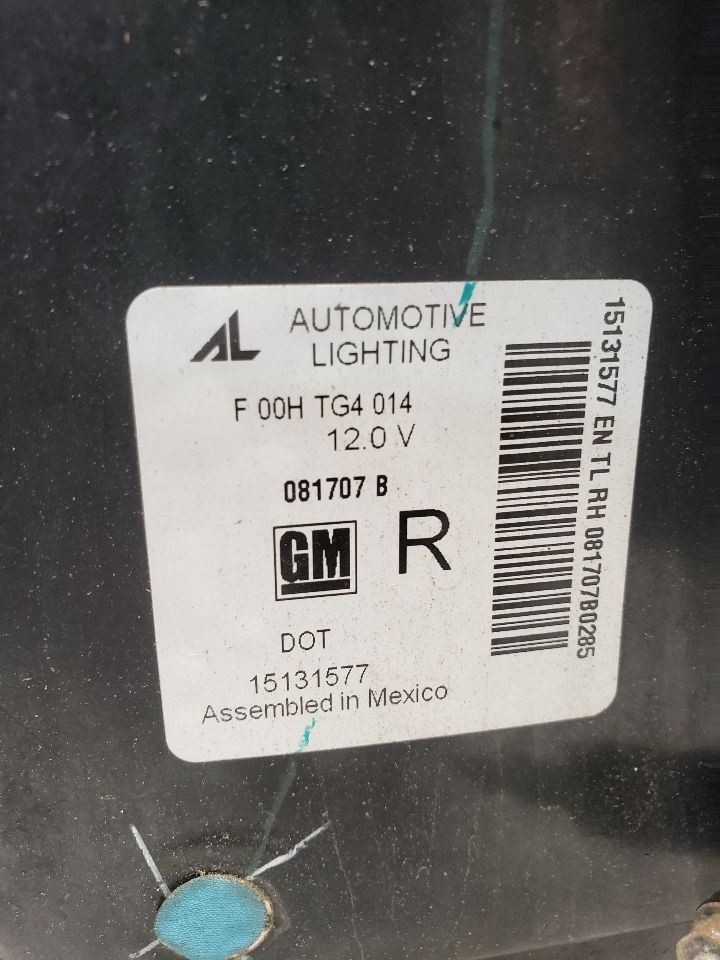 AL AUTOMOTIVE
LIGHTING
F 00H TG4 014
12.0 V
081707 B
GM R
DOT
15131577
Assembled in Mexico
15131577 EN TL RH 081707B0285